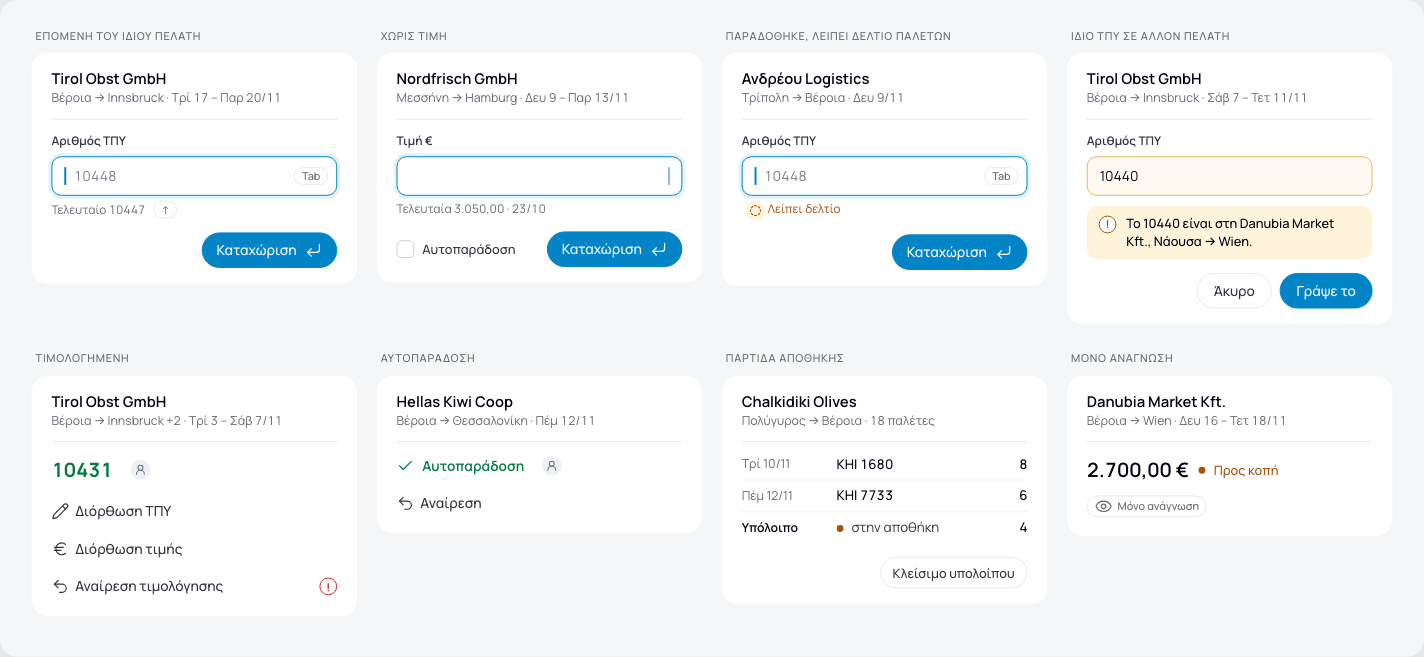 ΕΠΟΜΕΝΗ ΤΟΥ ΙΔΙΟΥ ΠΕΛΑΤΗ
Tirol Obst GmbH
Βέροια → Innsbruck · Τρί 17 – Παρ 20/11
Αριθμός ΤΠΥ
10448 Tab
Τελευταίο 10447 ↑
Καταχώριση
ΧΩΡΙΣ ΤΙΜΗ
Nordfrisch GmbH
Μεσσήνη → Hamburg · Δευ 9 – Παρ 13/11
Τιμή €
Τελευταία 3.050,00 · 23/10
Αυτοπαράδοση Καταχώριση
ΠΑΡΑΔΟΘΗΚΕ, ΛΕΙΠΕΙ ΔΕΛΤΙΟ ΠΑΛΕΤΩΝ
Ανδρέου Logistics
Τρίπολη → Βέροια · Δευ 9/11
Αριθμός ΤΠΥ
10448 Tab
Λείπει δελτίο
Καταχώριση
ΙΔΙΟ ΤΠΥ ΣΕ ΑΛΛΟΝ ΠΕΛΑΤΗ
Tirol Obst GmbH
Βέροια → Innsbruck · Σάβ 7 – Τετ 11/11
Αριθμός ΤΠΥ
10440
Το 10440 είναι στη Danubia Market
Kft., Νάουσα → Wien.
Άκυρο Γράψε το
ΤΙΜΟΛΟΓΗΜΕΝΗ
Tirol Obst GmbH
Βέροια → Innsbruck +2 · Τρί 3 – Σάβ 7/11
10431
Διόρθωση ΤΠΥ
€ Διόρθωση τιμής
Αναίρεση τιμολόγησης
ΑΥΤΟΠΑΡΑΔΟΣΗ
Hellas Kiwi Coop
Βέροια → Θεσσαλονίκη · Πέμ 12/11
Αυτοπαράδοση
Αναίρεση
ΠΑΡΤΙΔΑ ΑΠΟΘΗΚΗΣ
Chalkidiki Olives
Πολύγυρος → Βέροια · 18 παλέτες
Τρί 10/11 ΚΗΙ 1680 8
Πέμ 12/11 ΚΗΙ 7733 6
Υπόλοιπο στην αποθήκη 4
Κλείσιμο υπολοίπου
ΜΟΝΟ ΑΝΑΓΝΩΣΗ
Danubia Market Kft.
Βέροια → Wien · Δευ 16 – Τετ 18/11
2.700,00 € Προς κοπή
Μόνο ανάγνωση